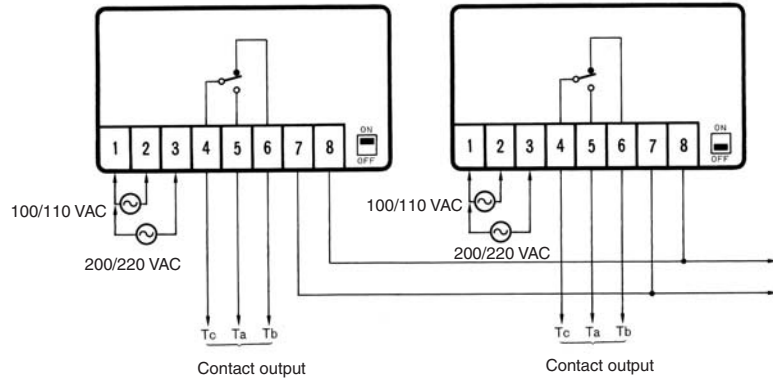 ON
1 2 3 4 5 6 7 8
OFF
100/110 VAC
200/220 VAC
Tc Ta Tb
Contact output
ON
1 2 3 4 5 6 7 8
OFF
100/110 VAC
200/220 VAC
Tc Ta Tb
Contact output